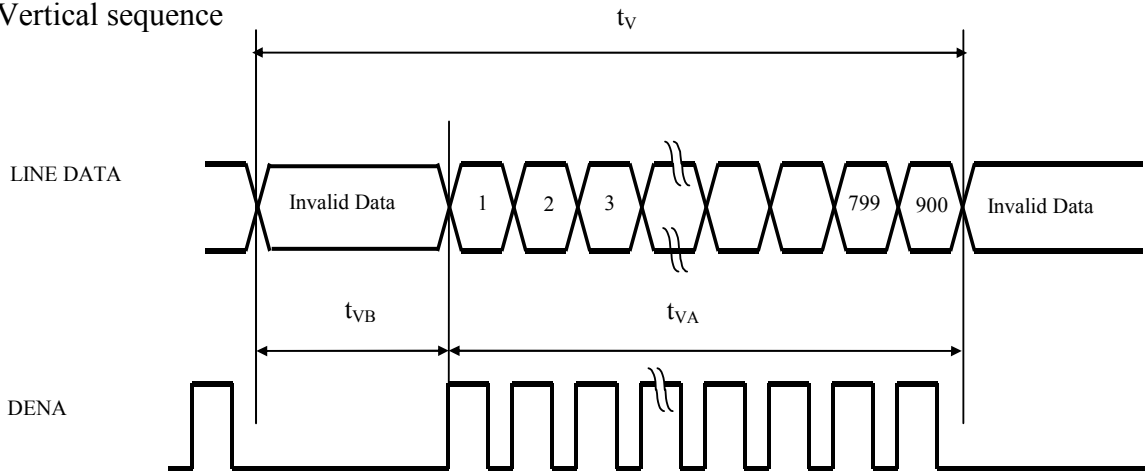 Vertical sequence
tV
LINE DATA
Invalid Data 1 2 3 799 900 Invalid Data
tVB tVA
DENA